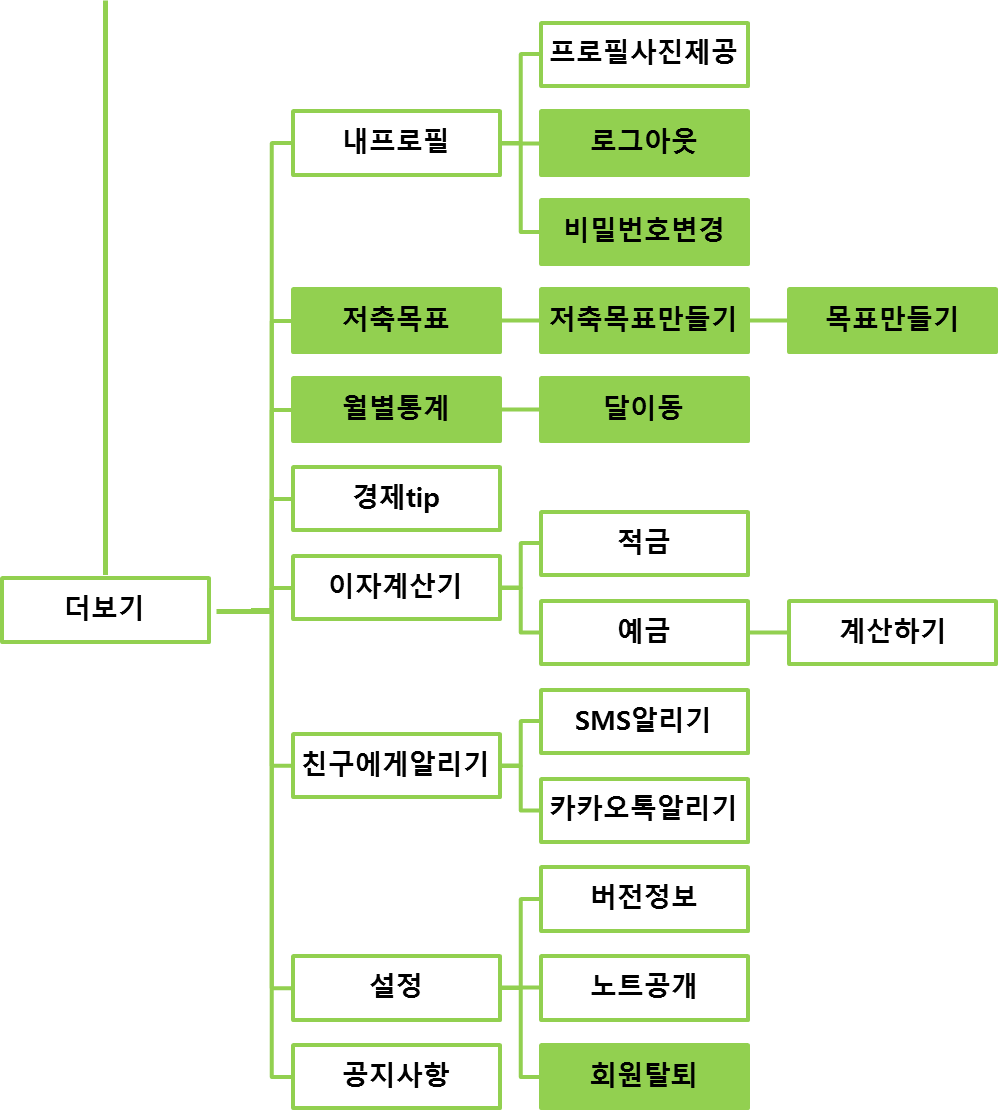 프로필사진제공
내프로필
로그아웃
비밀번호변경
저축목표
저축목표만들기
목표만들기
월별통계
달이동
경제tip
적금
이자계산기
더보기
예금
계산하기
SMS알리기
친구에게알리기
카카오톡알리기
버전정보
설정
노트공개
공지사항
회원탈퇴